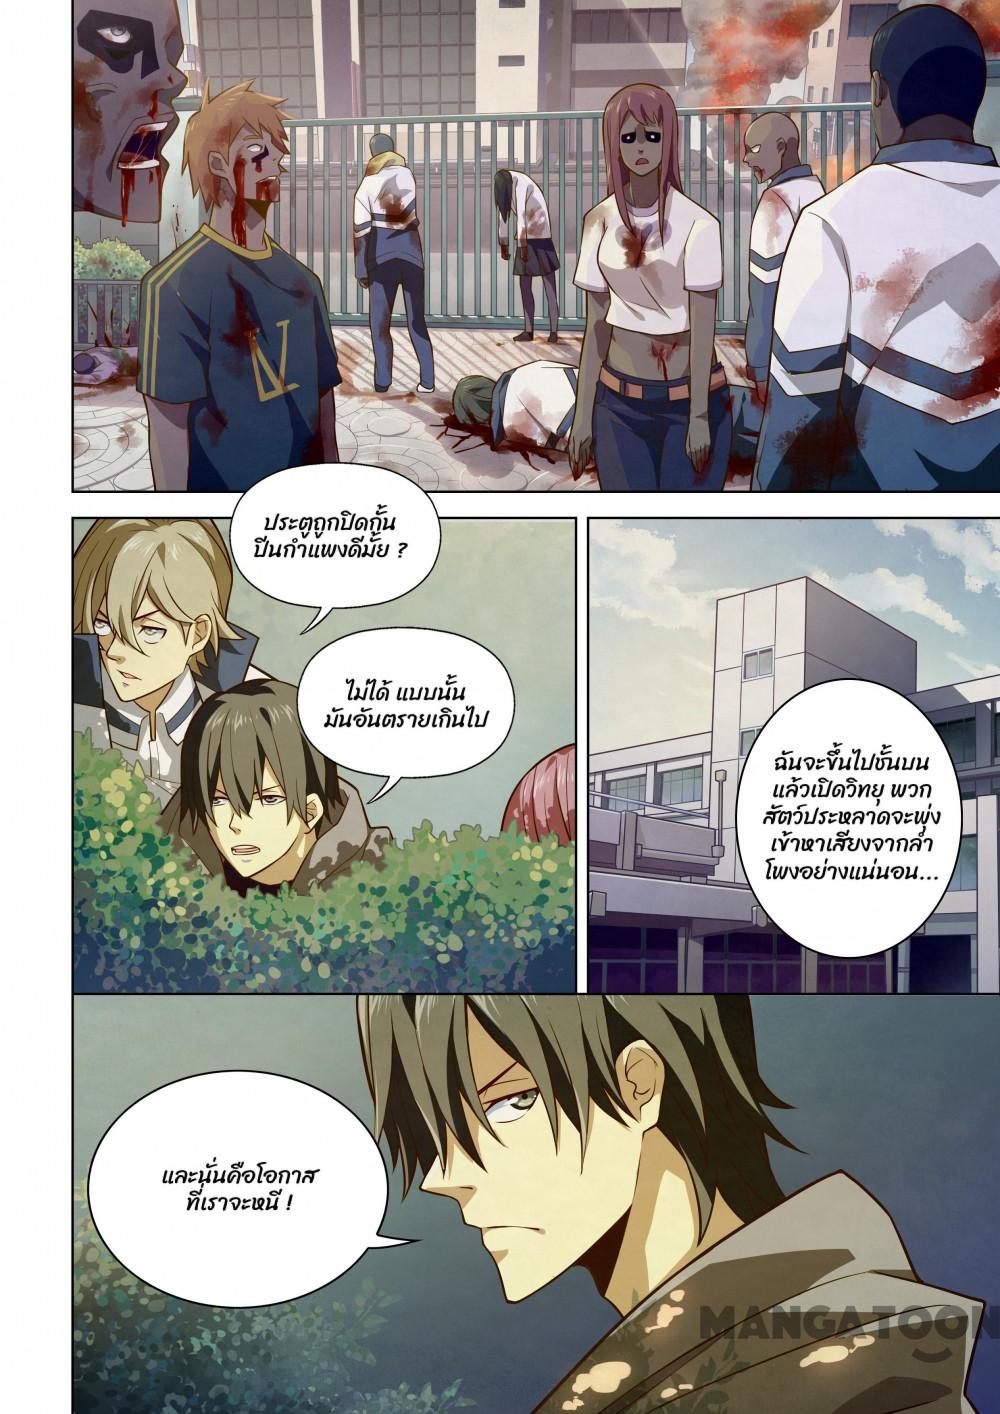 ประตูถูกปิดกั้น
ปีนกำแพงดีมั้ย ?
ไม่ได้ แบบนั้น
มันอันตรายเกินไป
ฉันจะขึ้นไปชั้นบน
แล้วเปิดวิทยุ พวก
สัตว์ประหลาดจะพุ่ง
เข้าหาเสียงจากลำ
โพงอย่างแน่นอน...
และนั่นคือโอกาส
ที่เราจะหนี !
MANGATOON